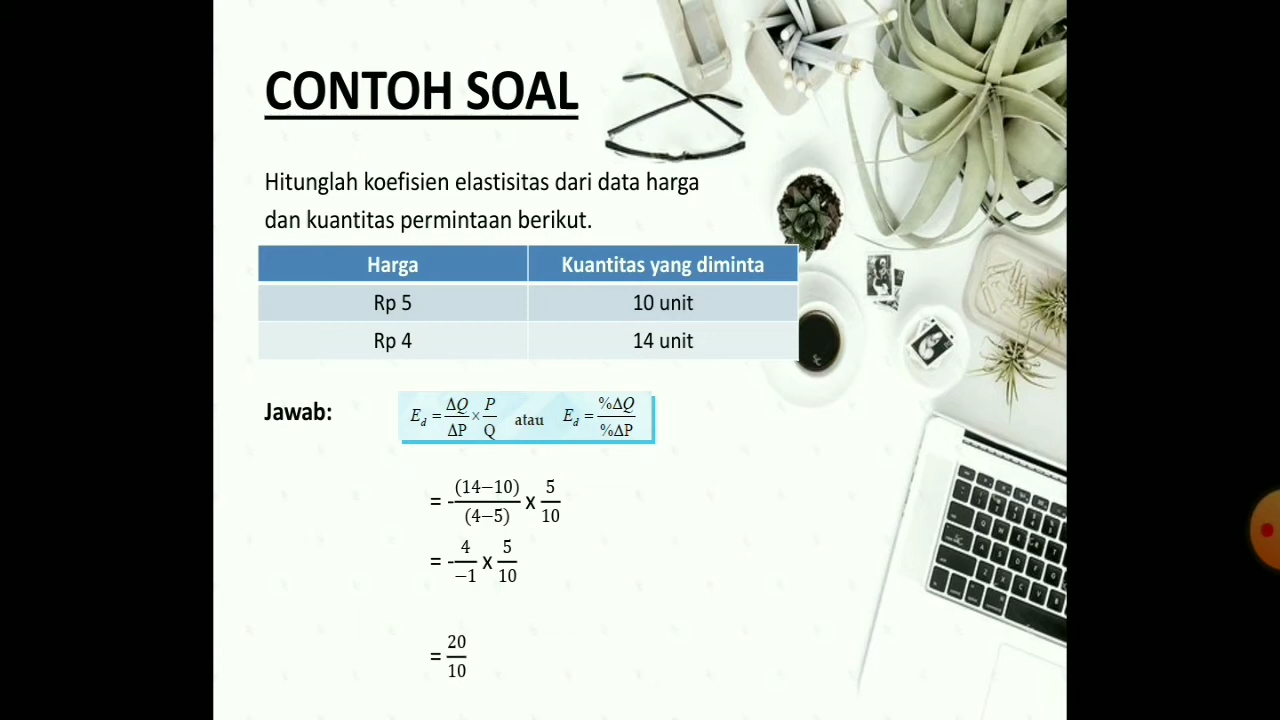 CONTOH SOAL
Hitunglah koefisien elastisitas dari data harga
dan kuantitas permintaan berikut.
Harga Kuantitas yang diminta
Rp 5 10 unit
Rp 4 14 unit
Jawab: E_d = ΔQ/ΔP × P/Q atau E_d = %ΔQ/%ΔP
= -(14−10)/(4−5) x 5/10
= -4/−1 x 5/10
= 20/10